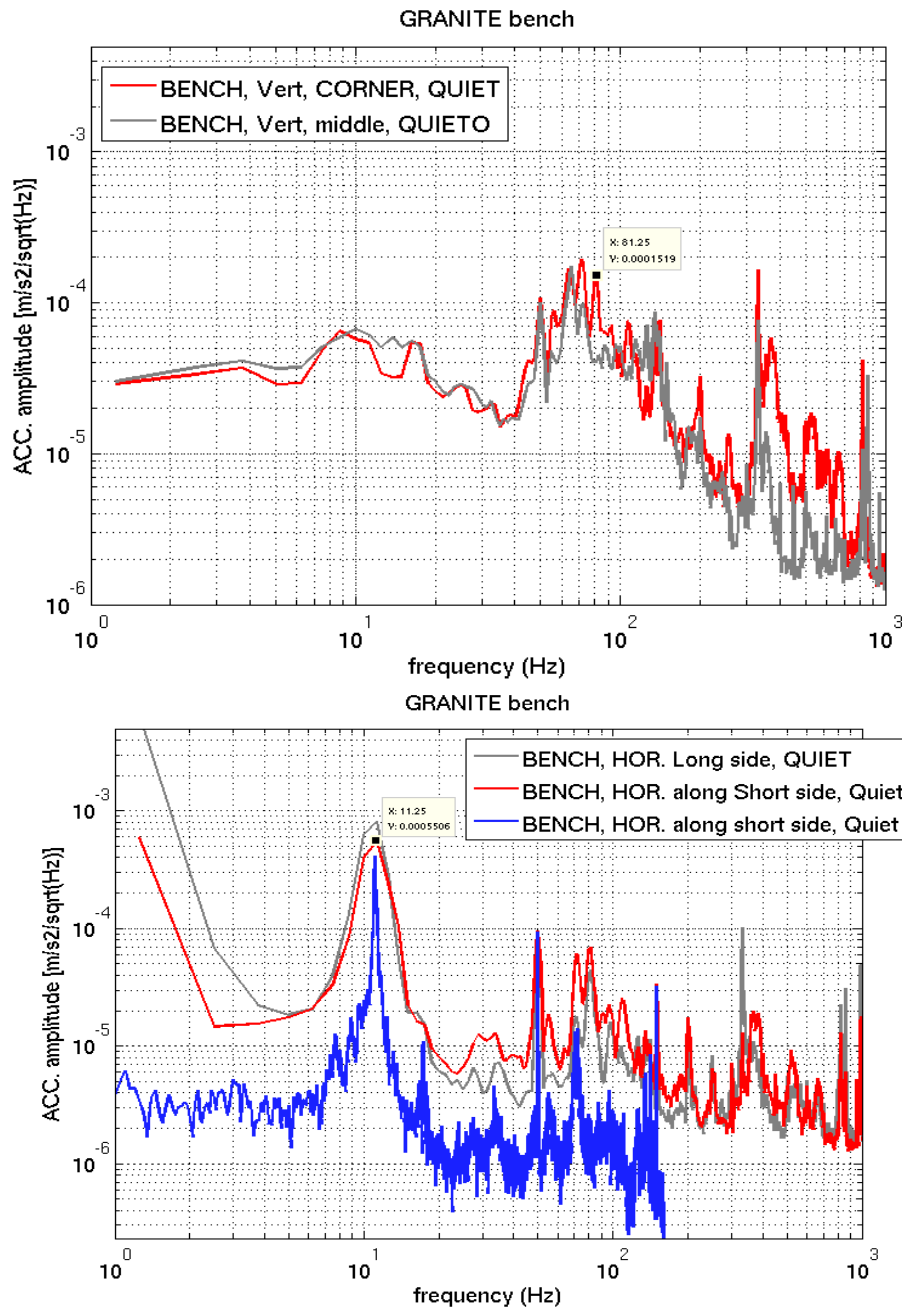 GRANITE bench
BENCH, Vert, CORNER, QUIET
BENCH, Vert, middle, QUIETO
X: 81.25
Y: 0.0001519
ACC. amplitude [m/s2/sqrt(Hz)]
10^-3
10^-4
10^-5
10^-6
10^0
10^1
10^2
10^3
frequency (Hz)
GRANITE bench
BENCH, HOR. Long side, QUIET
BENCH, HOR. along Short side, Quiet
BENCH, HOR. along short side, Quiet
X: 11.25
Y: 0.0005506
ACC. amplitude [m/s2/sqrt(Hz)]
10^-3
10^-4
10^-5
10^-6
10^0
10^1
10^2
10^3
frequency (Hz)